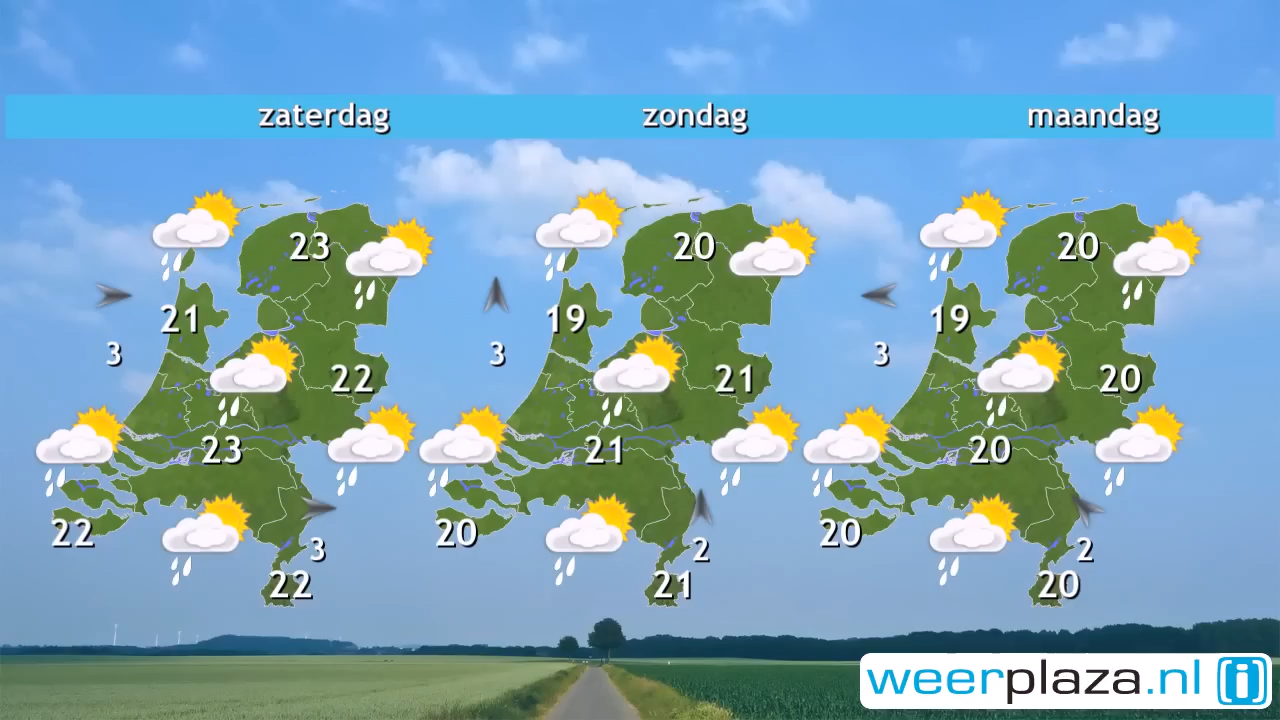 zaterdag zondag maandag
23 20 20
21 19 19
3 3 3
22 21 20
23 21 20
22 20 20
3 2 2
22 21 20
weerplaza.nl